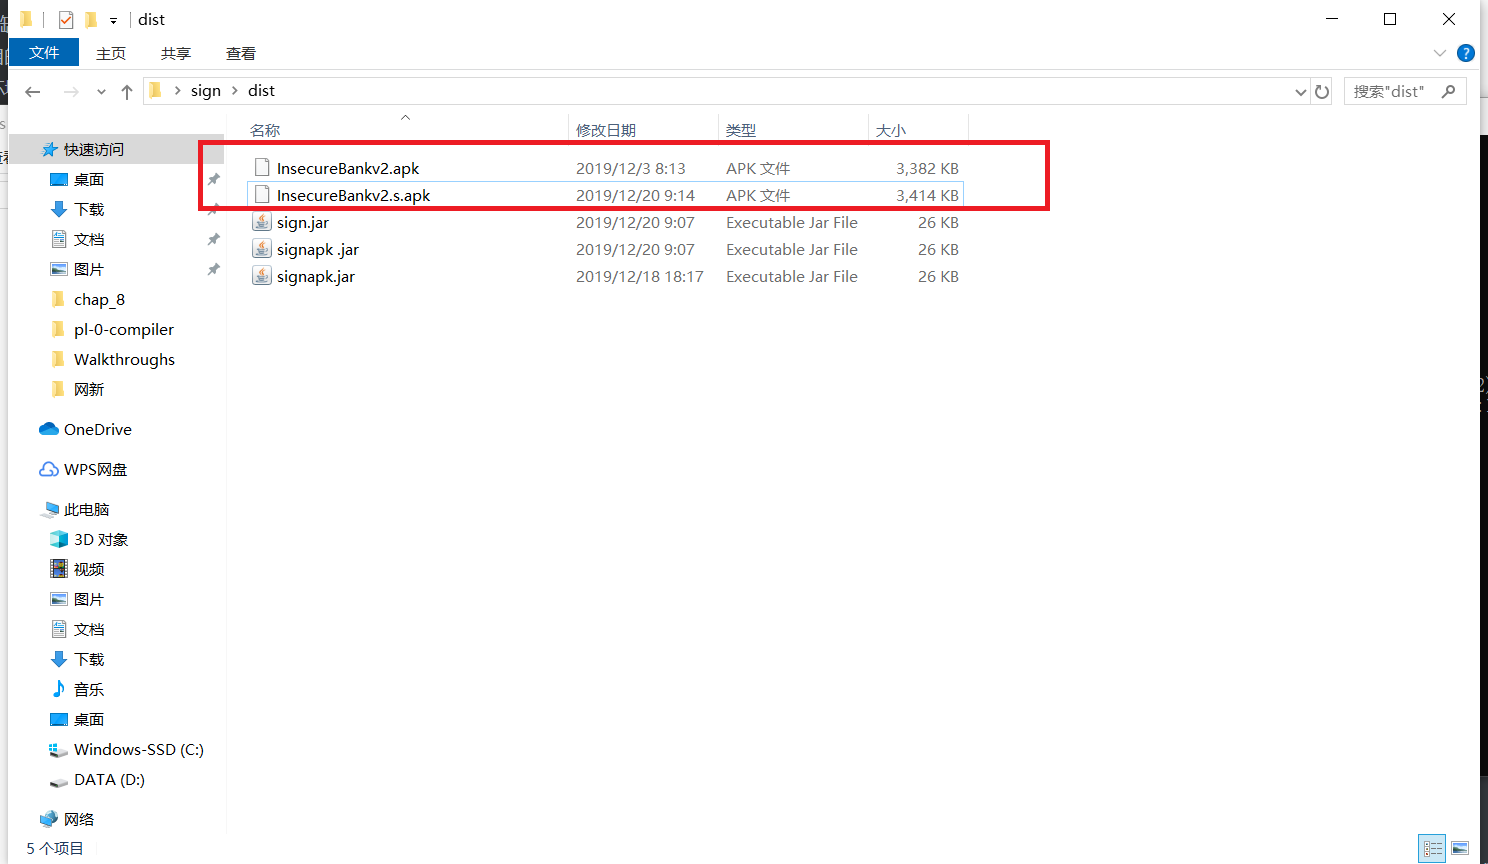 dist
文件 主页 共享 查看
sign dist 搜索"dist"
名称 修改日期 类型 大小
InsecureBankv2.apk 2019/12/3 8:13 APK 文件 3,382 KB
InsecureBankv2.s.apk 2019/12/20 9:14 APK 文件 3,414 KB
sign.jar 2019/12/20 9:07 Executable Jar File 26 KB
signapk .jar 2019/12/20 9:07 Executable Jar File 26 KB
signapk.jar 2019/12/18 18:17 Executable Jar File 26 KB
快速访问
桌面
下载
文档
图片
chap_8
pl-0-compiler
Walkthroughs
网新
OneDrive
WPS网盘
此电脑
3D 对象
视频
图片
文档
下载
音乐
桌面
Windows-SSD (C:)
DATA (D:)
网络
5 个项目